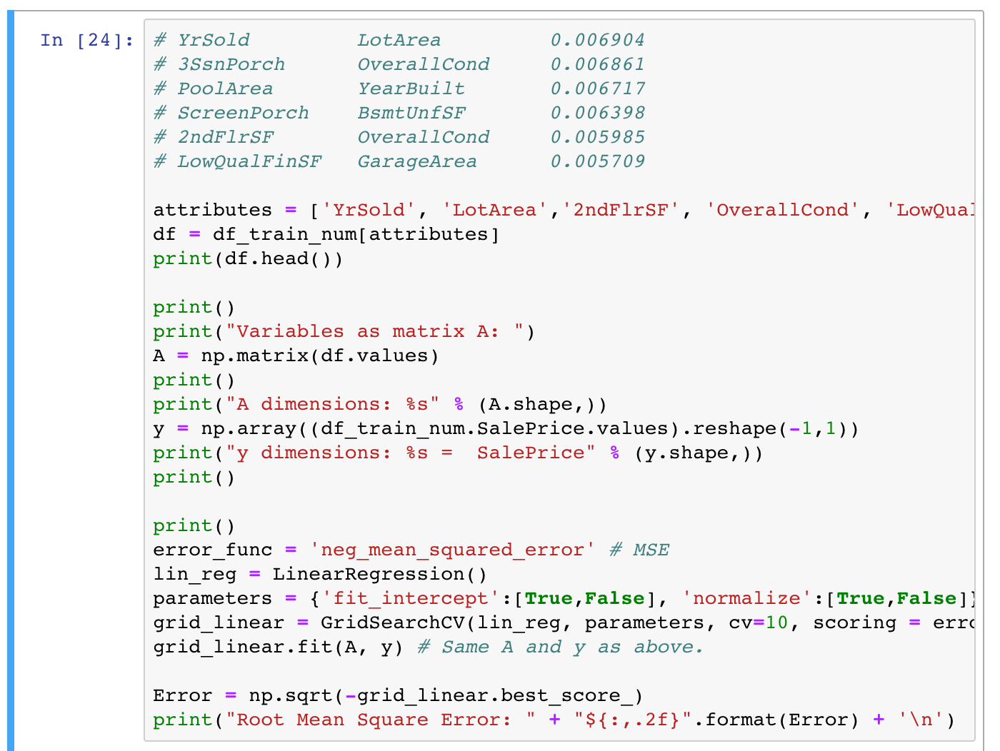 In [24]:
# YrSold         LotArea         0.006904
# 3SsnPorch      OverallCond     0.006861
# PoolArea       YearBuilt       0.006717
# ScreenPorch    BsmtUnfSF       0.006398
# 2ndFlrSF       OverallCond     0.005985
# LowQualFinSF   GarageArea      0.005709
attributes = ['YrSold', 'LotArea','2ndFlrSF', 'OverallCond', 'LowQual
df = df_train_num[attributes]
print(df.head())
print()
print("Variables as matrix A: ")
A = np.matrix(df.values)
print()
print("A dimensions: %s" % (A.shape,))
y = np.array((df_train_num.SalePrice.values).reshape(-1,1))
print("y dimensions: %s =  SalePrice" % (y.shape,))
print()
print()
error_func = 'neg_mean_squared_error' # MSE
lin_reg = LinearRegression()
parameters = {'fit_intercept':[True,False], 'normalize':[True,False]}
grid_linear = GridSearchCV(lin_reg, parameters, cv=10, scoring = erro
grid_linear.fit(A, y) # Same A and y as above.
Error = np.sqrt(-grid_linear.best_score_)
print("Root Mean Square Error: " + "${:,.2f}".format(Error) + '\n')